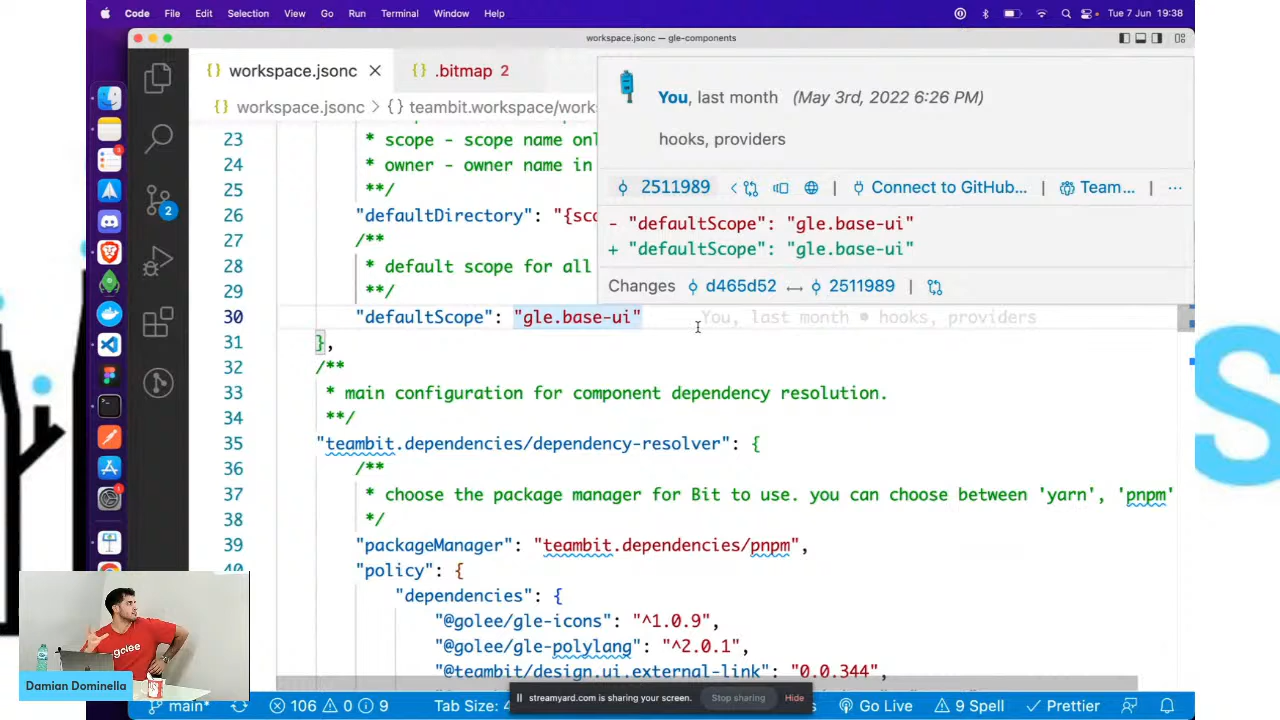 Code File Edit Selection View Go Run Terminal Window Help
Tue 7 Jun 19:38
workspace.jsonc — gle-components
{} workspace.jsonc ×
{} .bitmap 2
{} workspace.jsonc > {} teambit.workspace/work
You, last month (May 3rd, 2022 6:26 PM)
hooks, providers
2511989 | Connect to GitHub... | Team... | ...
- "defaultScope": "gle.base-ui"
+ "defaultScope": "gle.base-ui"
Changes d465d52 ↔ 2511989 |
23 * scope - scope name onl
24 * owner - owner name in
25 **/
26 "defaultDirectory": "{sco
27 /**
28 * default scope for all
29 **/
30 "defaultScope": "gle.base-ui" You, last month • hooks, providers
31 },
32 /**
33 * main configuration for component dependency resolution.
34 **/
35 "teambit.dependencies/dependency-resolver": {
36 /**
37 * choose the package manager for Bit to use. you can choose between 'yarn', 'pnpm'
38 */
39 "packageManager": "teambit.dependencies/pnpm",
40 "policy": {
"dependencies": {
"@golee/gle-icons": "^1.0.9",
"@golee/gle-polylang": "^2.0.1",
"@teambit/design.ui.external-link": "0.0.344",
2
golee
Damian Dominella
streamyard.com is sharing your screen. Stop sharing Hide
main* 106 0 9 Tab Size: 4 Go Live 9 Spell Prettier
S